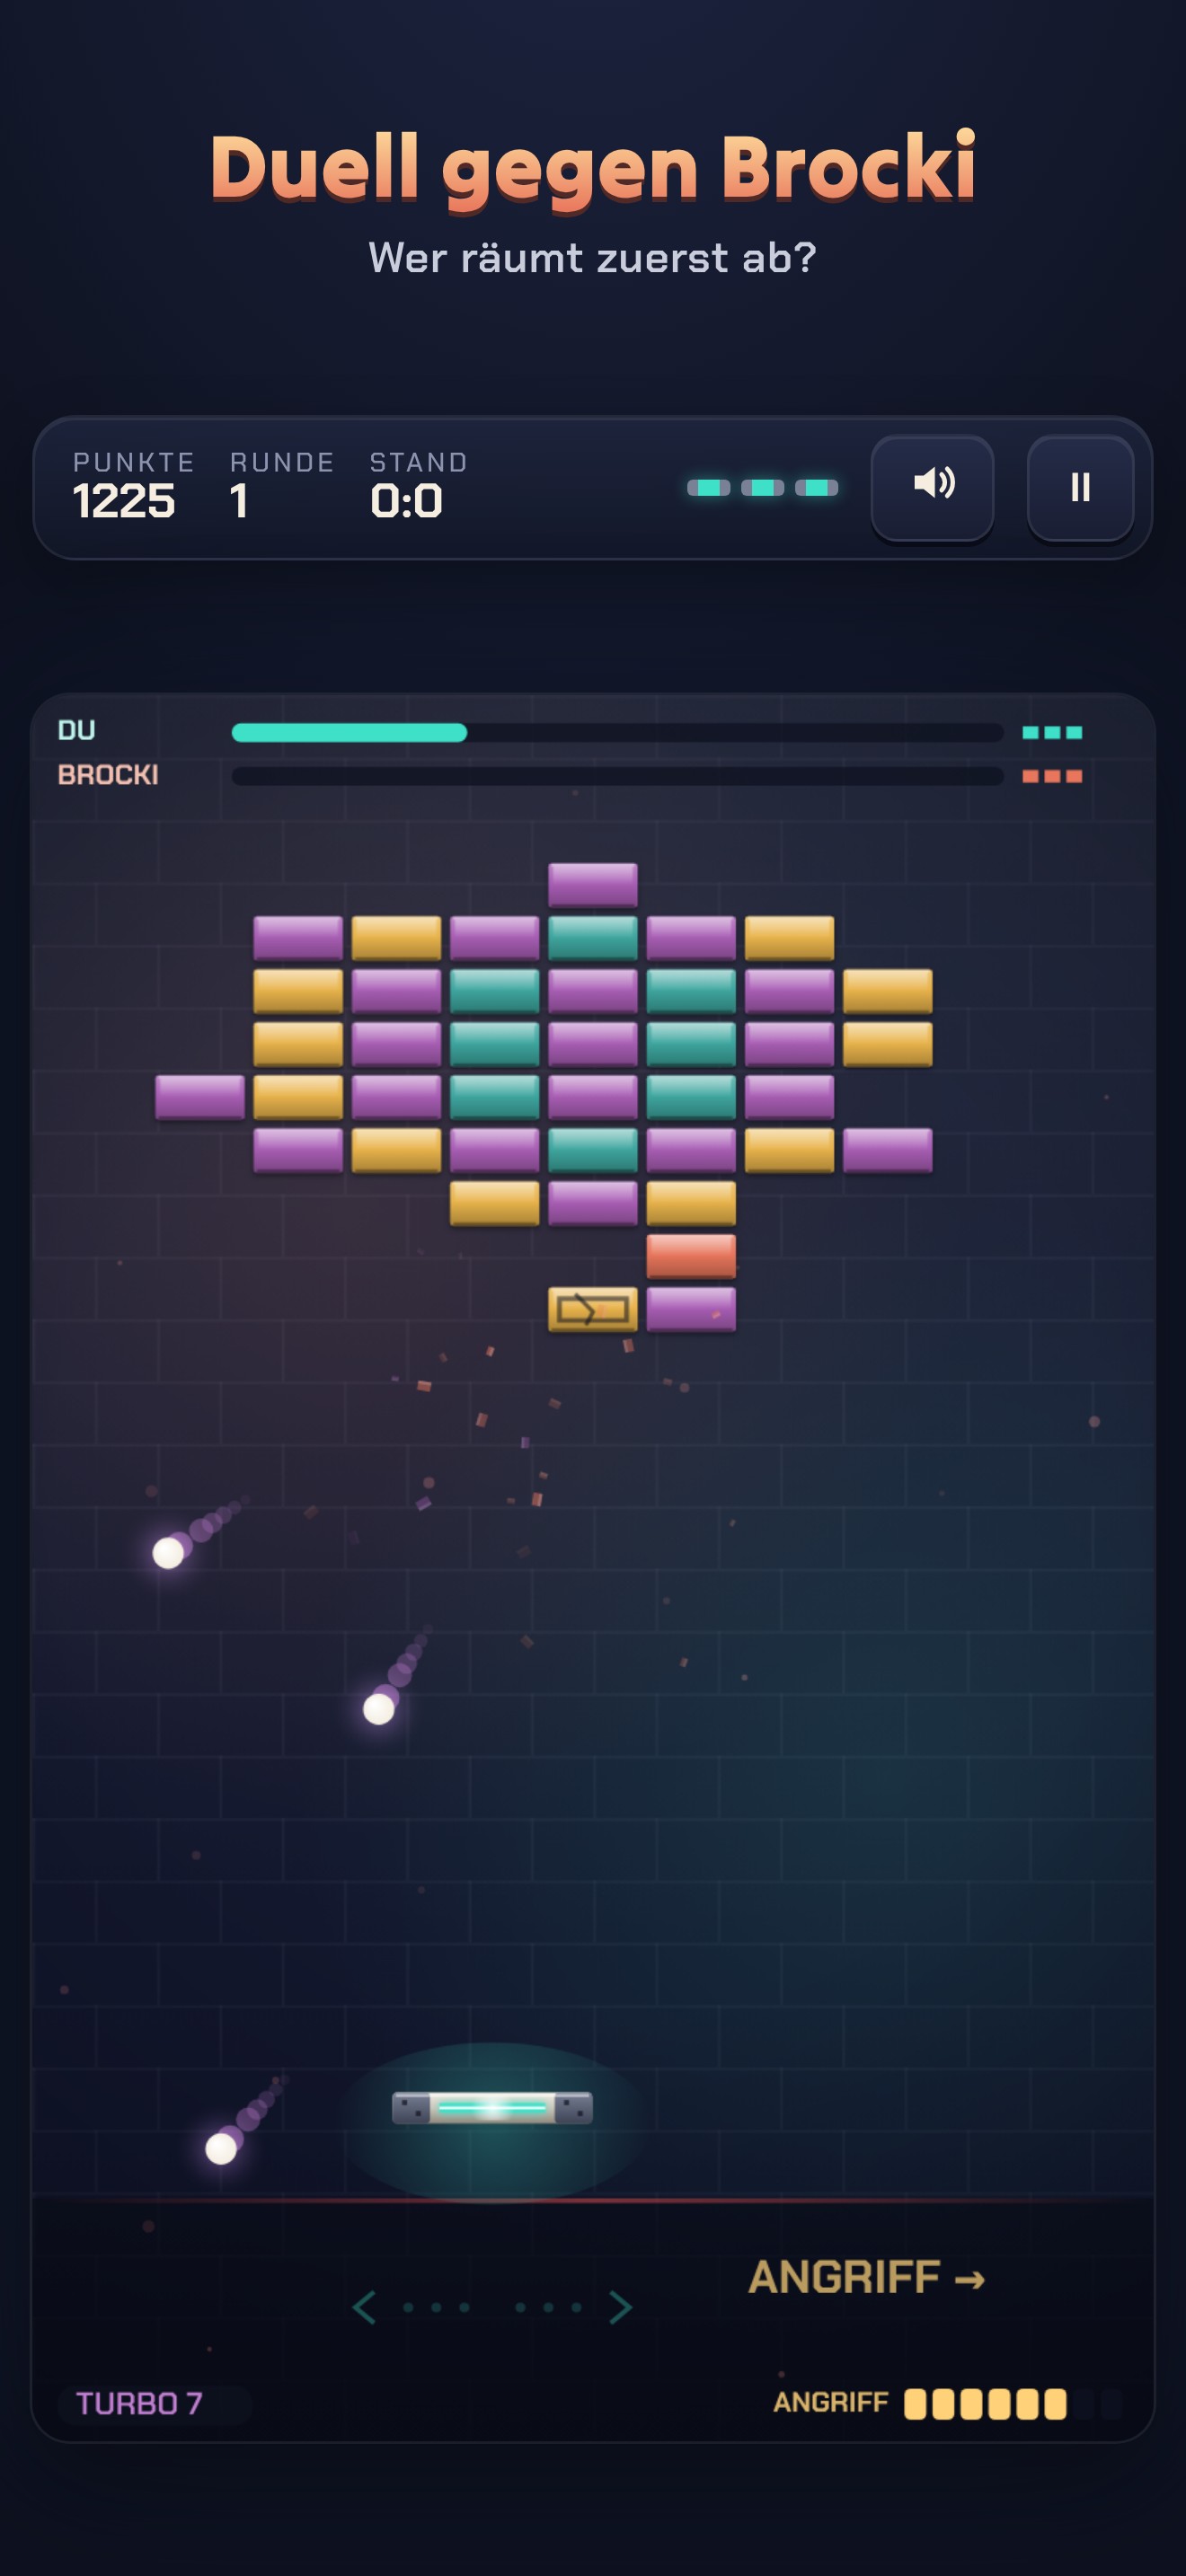 Duell gegen Brocki
Wer räumt zuerst ab?
PUNKTE RUNDE STAND
1225 1 0:0
DU
BROCKI
ANGRIFF →
TURBO 7
ANGRIFF